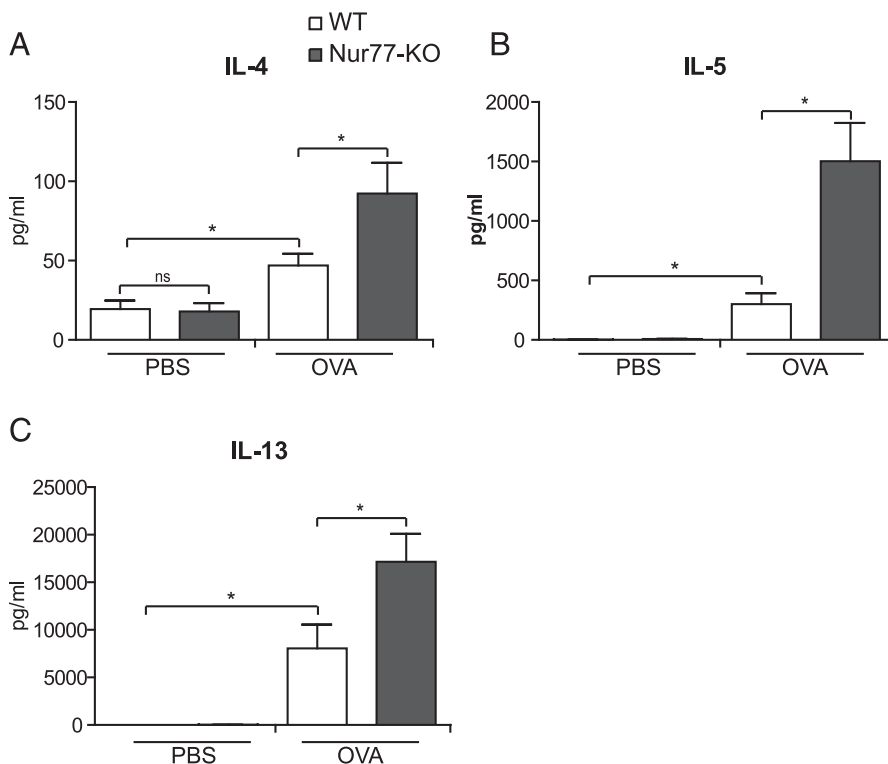 A
WT
Nur77-KO
IL-4
pg/ml
150
100
50
0
*
*
ns
PBS
OVA
B
IL-5
pg/ml
2000
1500
1000
500
0
*
*
PBS
OVA
C
IL-13
pg/ml
25000
20000
15000
10000
5000
0
*
*
PBS
OVA